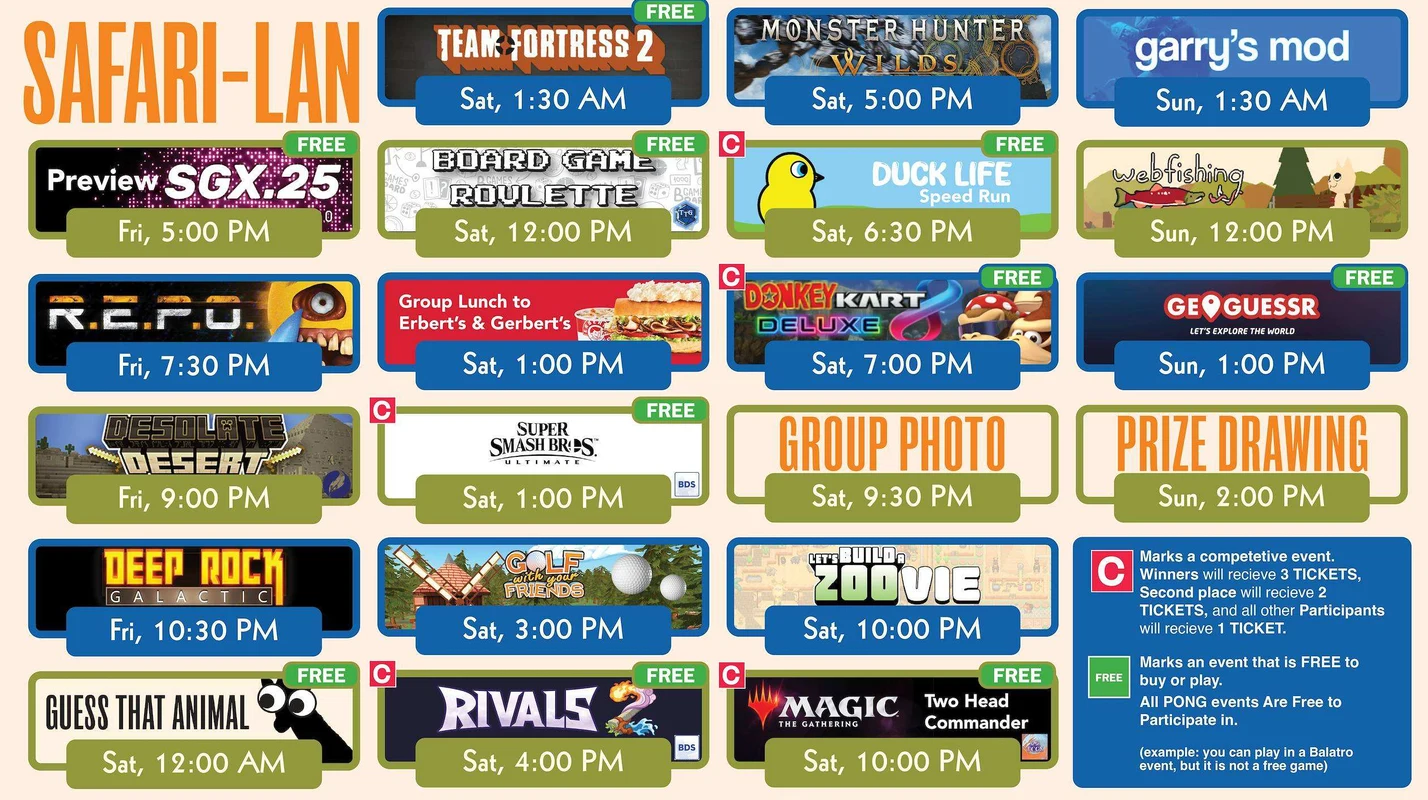 SAFARI-LAN
FREE
Preview SGX.25
Fri, 5:00 PM
R.E.P.O.
Fri, 7:30 PM
DESOLATE
DESERT
Fri, 9:00 PM
DEEP ROCK
GALACTIC
Fri, 10:30 PM
FREE
GUESS THAT ANIMAL
Sat, 12:00 AM
FREE
TEAM FORTRESS 2
Sat, 1:30 AM
FREE
BOARD GAME
ROULETTE
TTG
Sat, 12:00 PM
Group Lunch to
Erbert's & Gerbert's
Sat, 1:00 PM
C
FREE
SUPER
SMASH BROS.™
ULTIMATE
BDS
Sat, 1:00 PM
GOLF
with your
FRIENDS
Sat, 3:00 PM
C
FREE
RIVALS 2
BDS
Sat, 4:00 PM
MONSTER HUNTER
WILDS
Sat, 5:00 PM
C
FREE
DUCK LIFE
Speed Run
Sat, 6:30 PM
C
FREE
DONKEY KART 8
DELUXE
Sat, 7:00 PM
GROUP PHOTO
Sat, 9:30 PM
LET'S BUILD A
ZOOVIE
Sat, 10:00 PM
C
FREE
MAGIC
THE GATHERING
Two Head
Commander
Sat, 10:00 PM
garry's mod
Sun, 1:30 AM
webfishing
Sun, 12:00 PM
FREE
GEOGUESSR
LET'S EXPLORE THE WORLD
Sun, 1:00 PM
PRIZE DRAWING
Sun, 2:00 PM
C
Marks a competetive event.
Winners will recieve 3 TICKETS,
Second place will recieve 2
TICKETS, and all other Participants
will recieve 1 TICKET.
FREE
Marks an event that is FREE to
buy or play.
All PONG events Are Free to
Participate in.
(example: you can play in a Balatro
event, but it is not a free game)